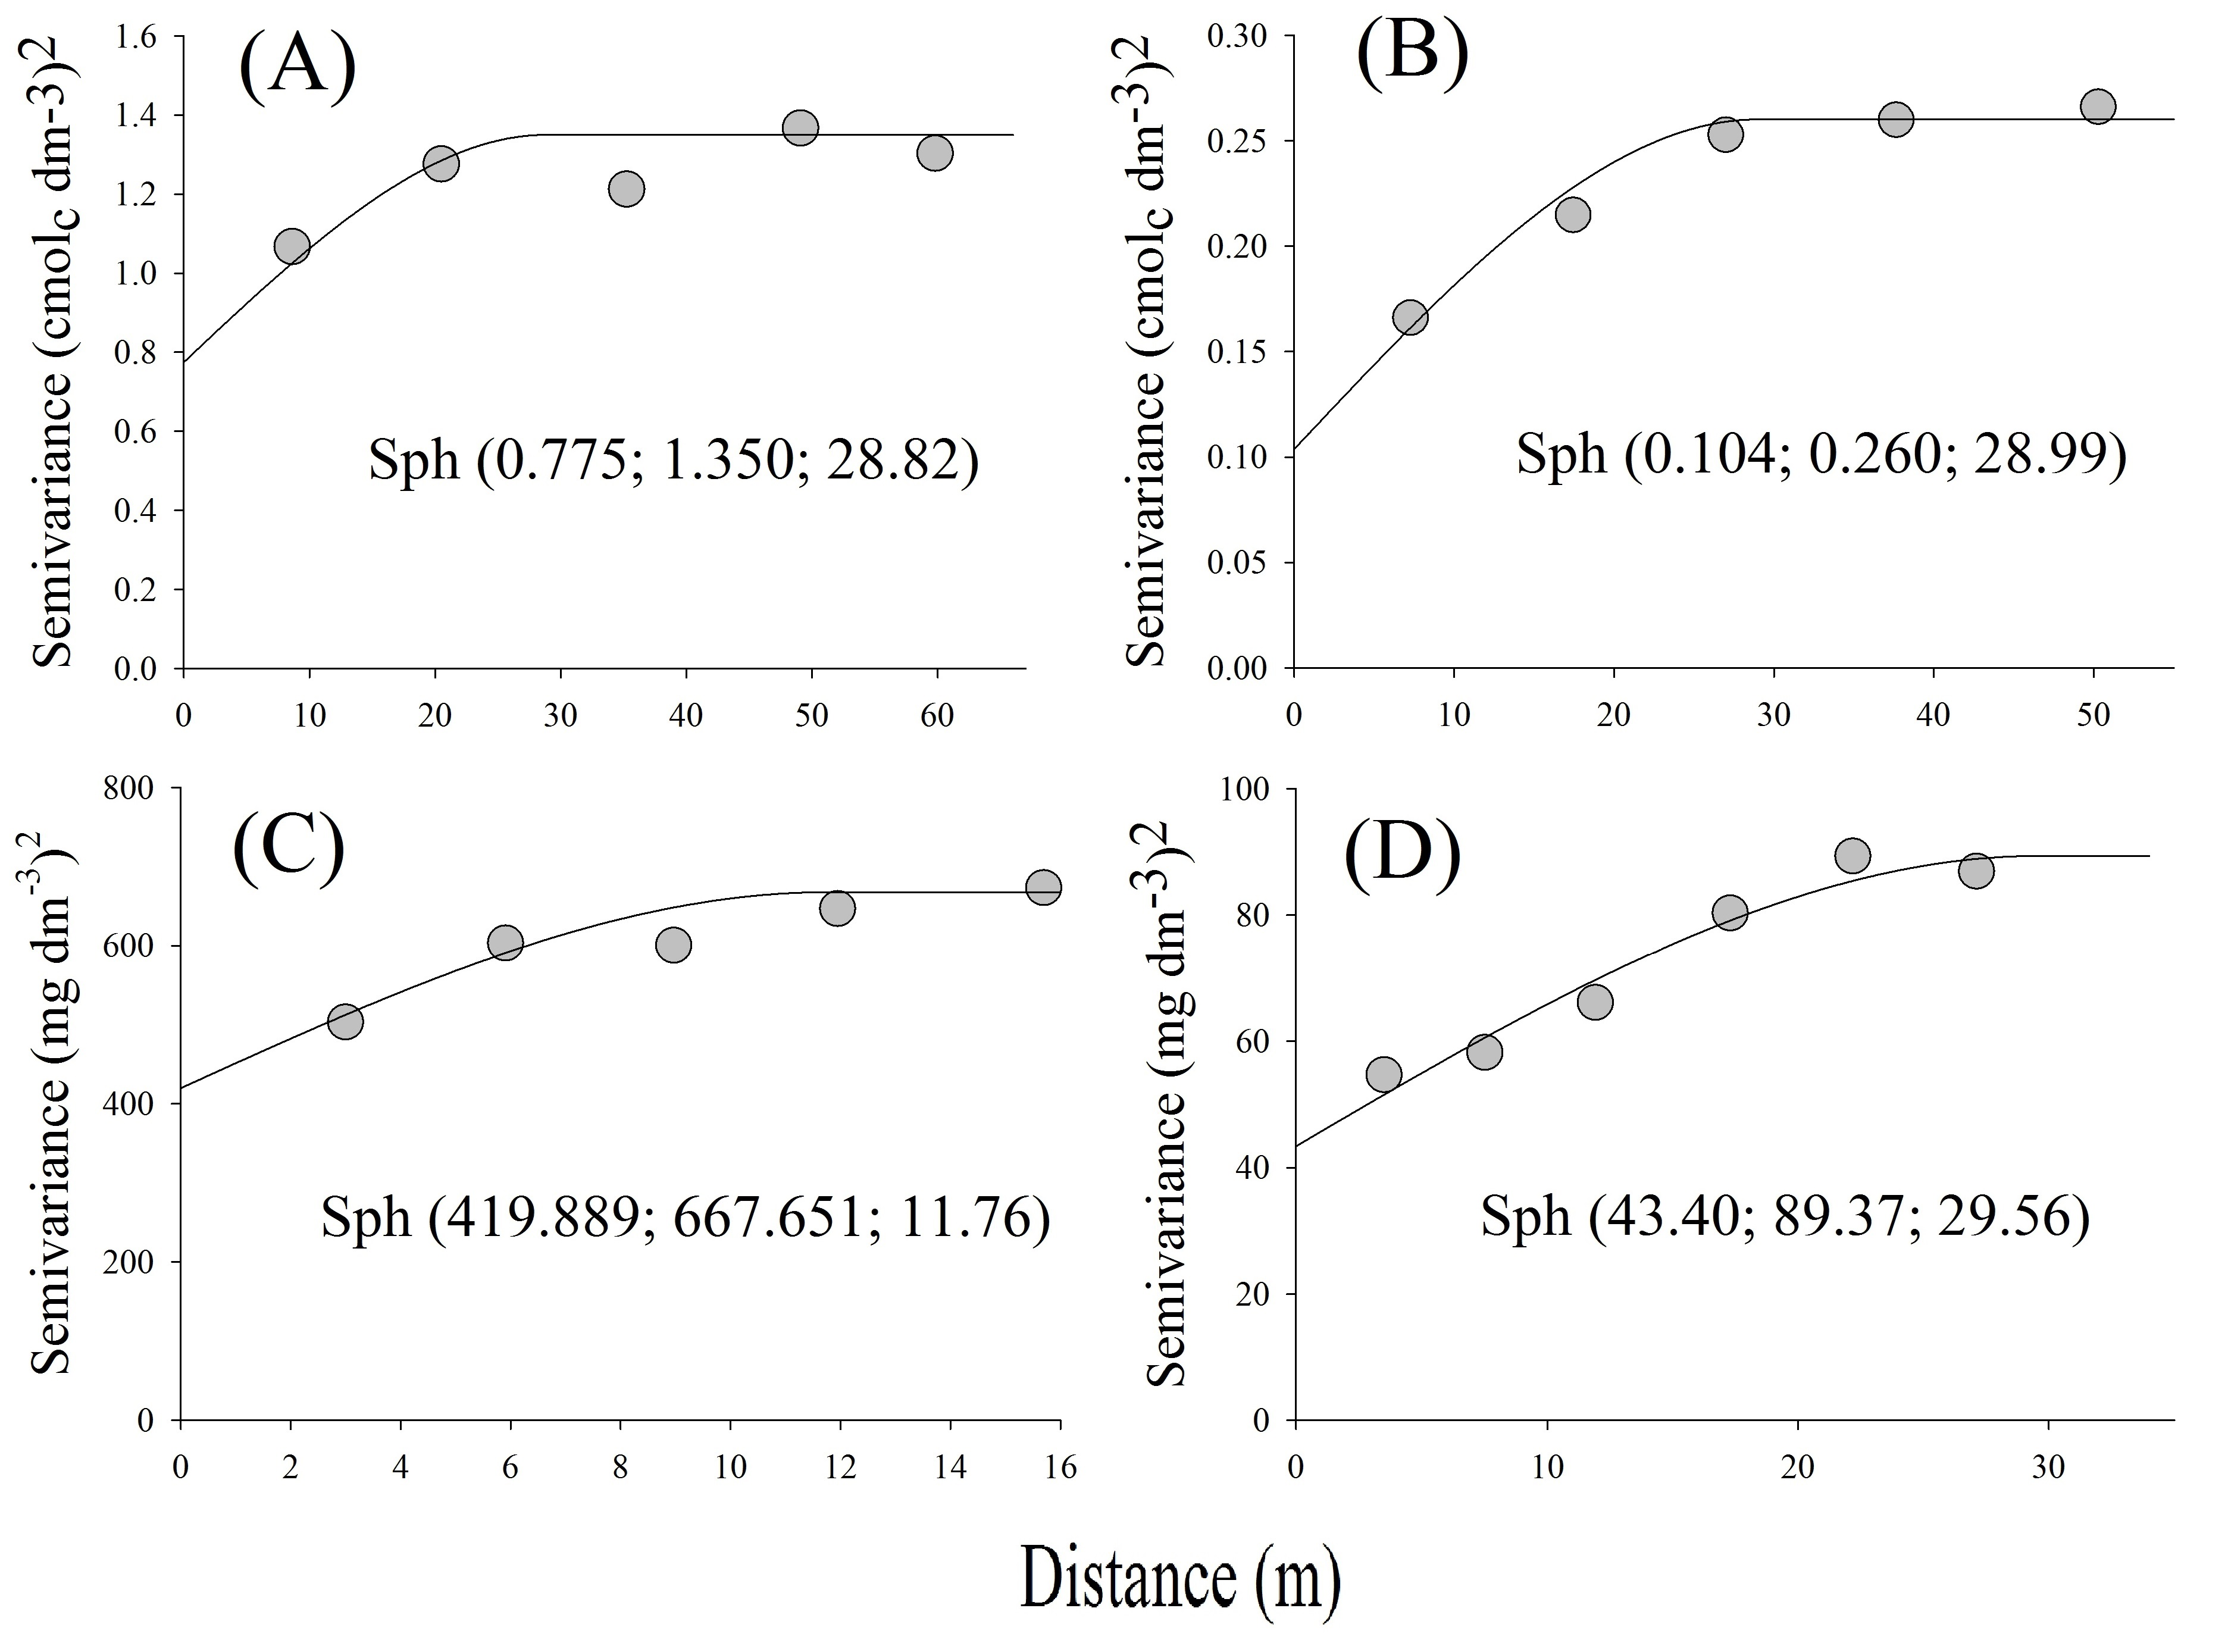 (A)
Semivariance (cmolc dm-3)2
1.6
1.4
1.2
1.0
0.8
0.6
0.4
0.2
0.0
Sph (0.775; 1.350; 28.82)
0 10 20 30 40 50 60
(B)
Semivariance (cmolc dm-3)2
0.30
0.25
0.20
0.15
0.10
0.05
0.00
Sph (0.104; 0.260; 28.99)
0 10 20 30 40 50
(C)
Semivariance (mg dm-3)2
800
600
400
200
0
Sph (419.889; 667.651; 11.76)
0 2 4 6 8 10 12 14 16
(D)
Semivariance (mg dm-3)2
100
80
60
40
20
0
Sph (43.40; 89.37; 29.56)
0 10 20 30
Distance (m)